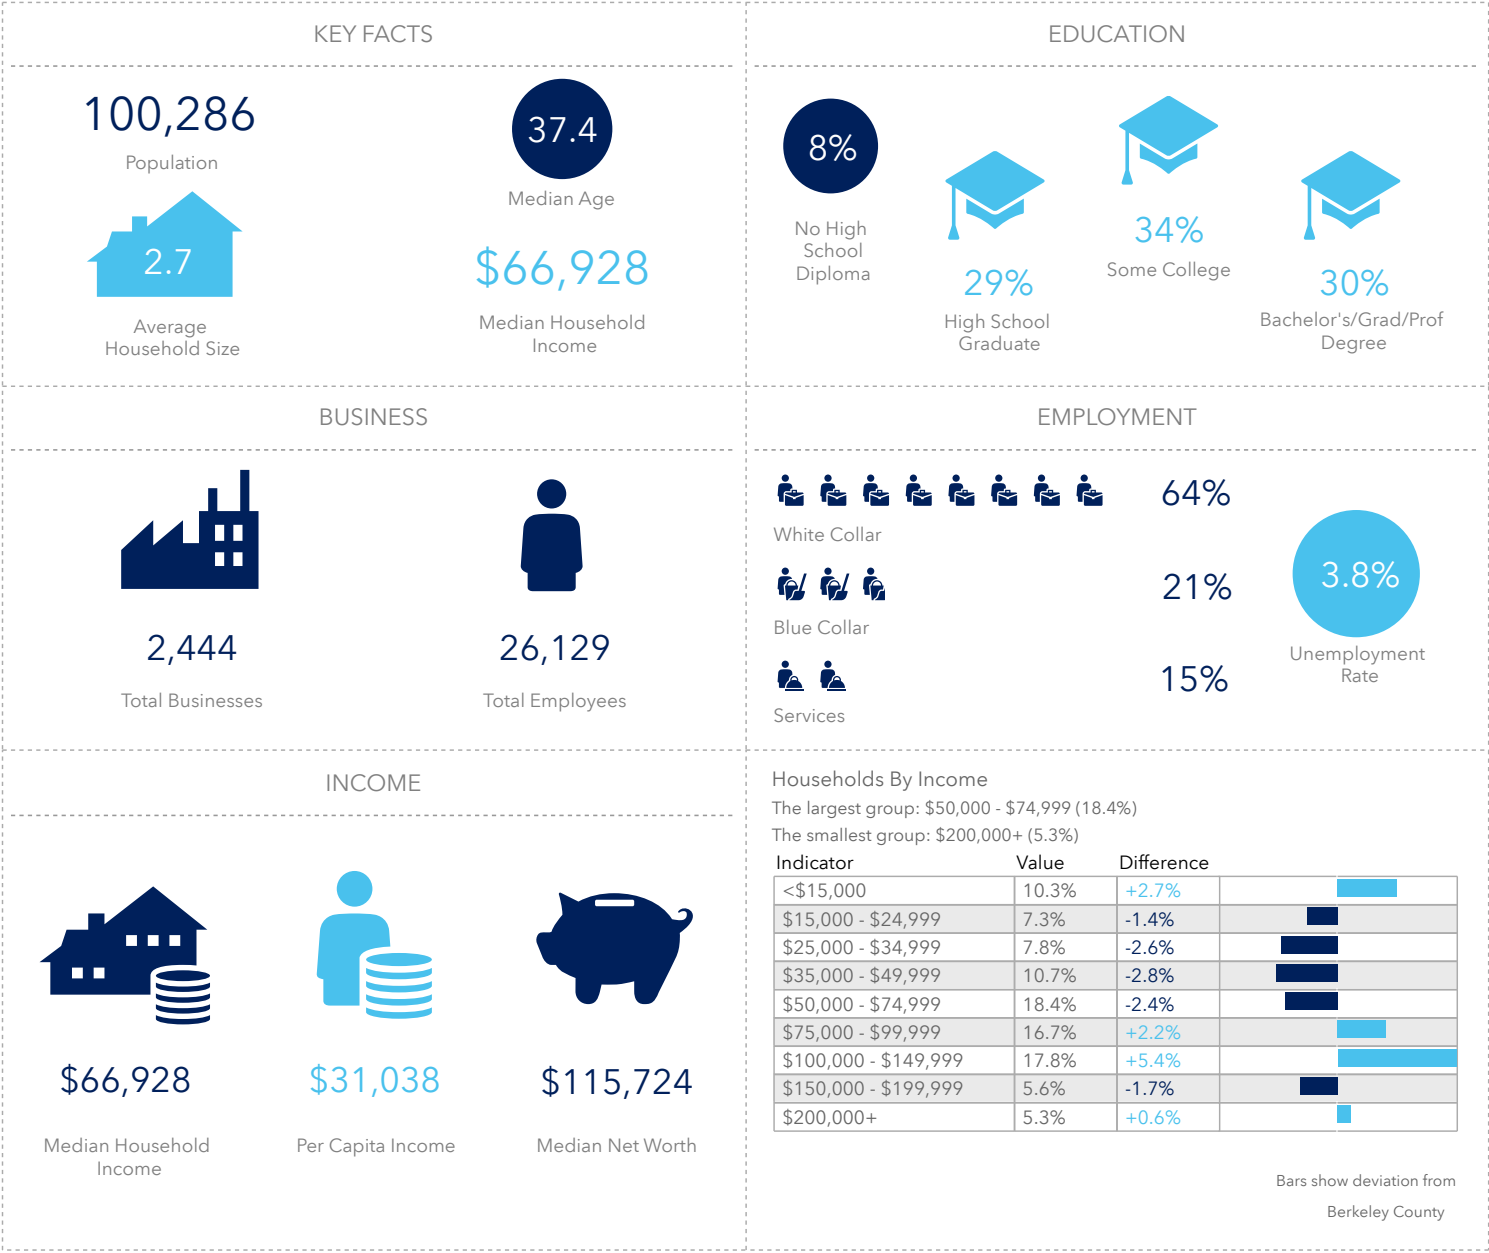 KEY FACTS
100,286
Population
37.4
Median Age
2.7
Average
Household Size
$66,928
Median Household
Income
EDUCATION
8%
No High
School
Diploma
29%
High School
Graduate
34%
Some College
30%
Bachelor's/Grad/Prof
Degree
BUSINESS
2,444
Total Businesses
26,129
Total Employees
EMPLOYMENT
64%
White Collar
21%
Blue Collar
15%
Services
3.8%
Unemployment
Rate
INCOME
$66,928
Median Household
Income
$31,038
Per Capita Income
$115,724
Median Net Worth
Households By Income
The largest group: $50,000 - $74,999 (18.4%)
The smallest group: $200,000+ (5.3%)
Indicator Value Difference
<$15,000 10.3% +2.7%
$15,000 - $24,999 7.3% -1.4%
$25,000 - $34,999 7.8% -2.6%
$35,000 - $49,999 10.7% -2.8%
$50,000 - $74,999 18.4% -2.4%
$75,000 - $99,999 16.7% +2.2%
$100,000 - $149,999 17.8% +5.4%
$150,000 - $199,999 5.6% -1.7%
$200,000+ 5.3% +0.6%
Bars show deviation from
Berkeley County